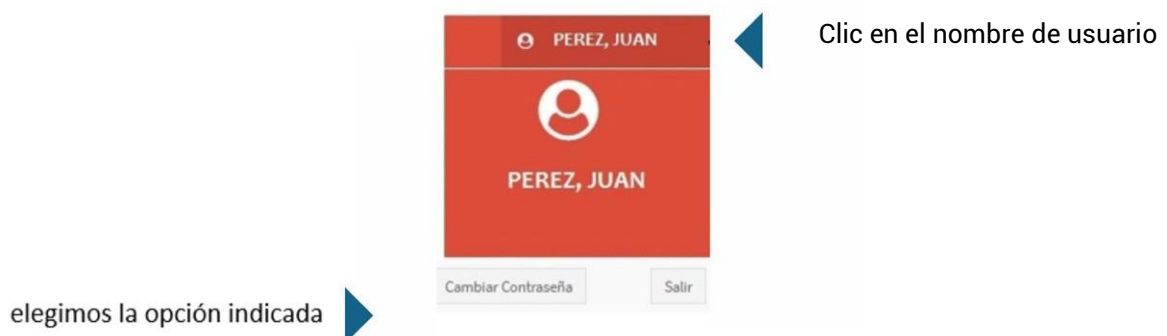 PEREZ, JUAN
Clic en el nombre de usuario
PEREZ, JUAN
Cambiar Contraseña
Salir
elegimos la opción indicada